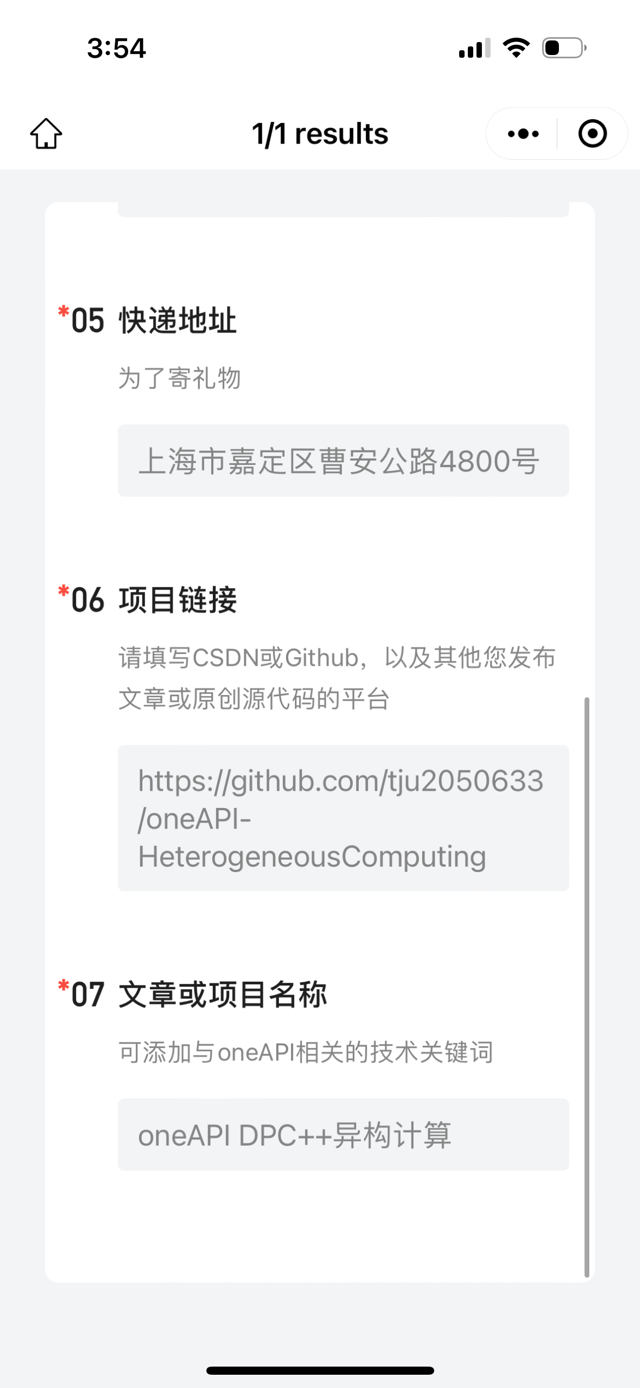 3:54
1/1 results
*05 快递地址
为了寄礼物
上海市嘉定区曹安公路4800号
*06 项目链接
请填写CSDN或Github，以及其他您发布
文章或原创源代码的平台
https://github.com/tju2050633
/oneAPI-
HeterogeneousComputing
*07 文章或项目名称
可添加与oneAPI相关的技术关键词
oneAPI DPC++异构计算